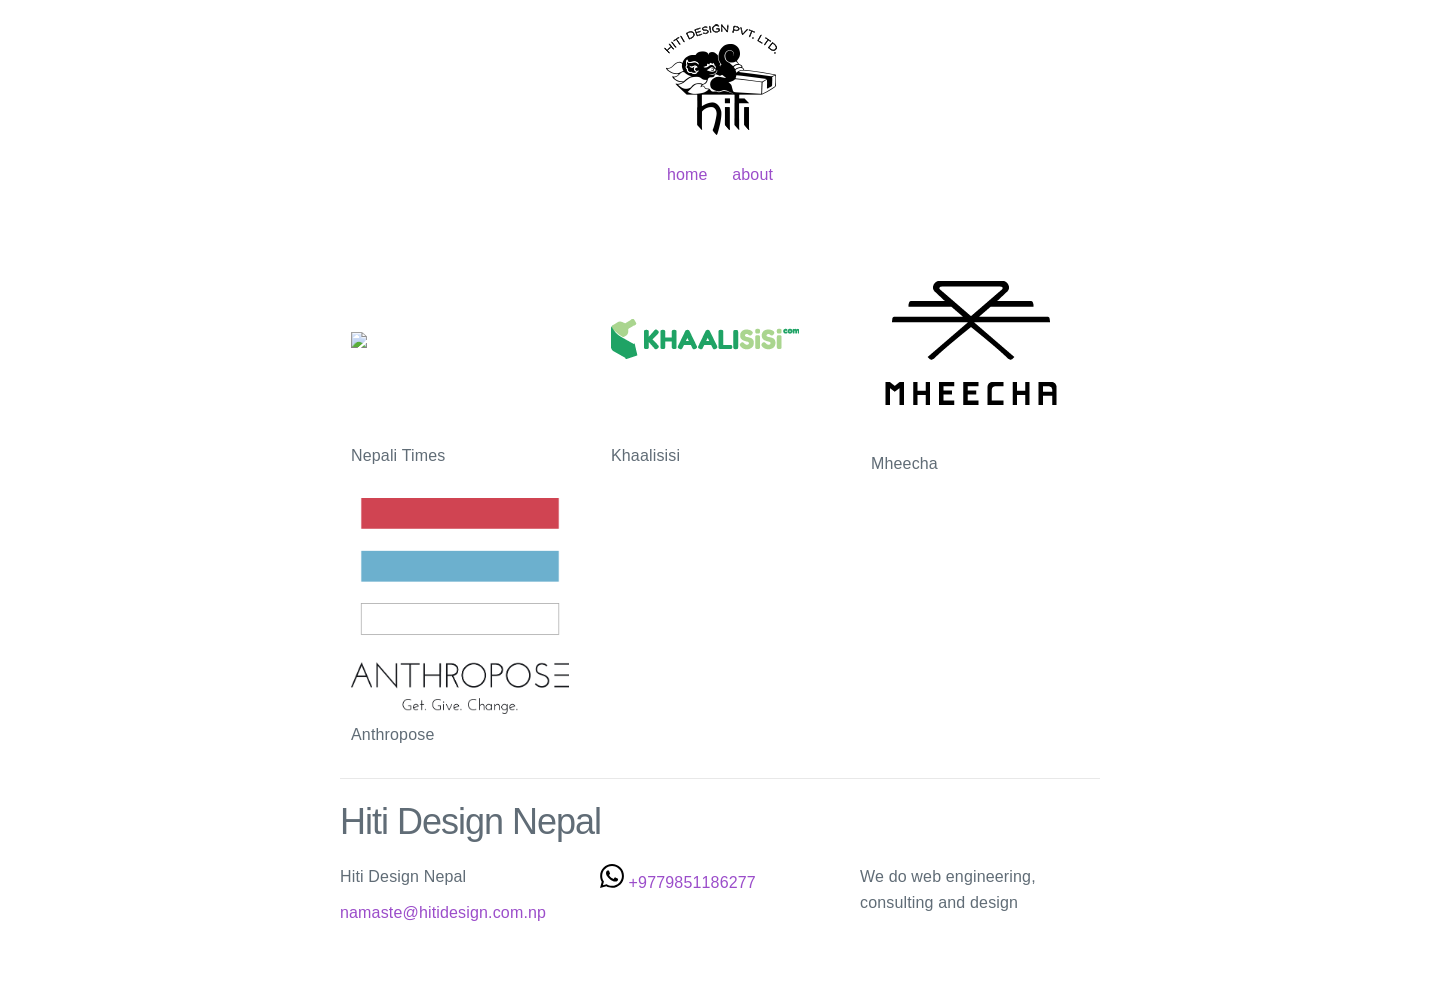 HITI DESIGN PVT. LTD.
hiti
home about
KHAALISiSi.com
MHEECHA
Nepali Times
Khaalisisi
Mheecha
ANTHROPOSE
Get. Give. Change.
Anthropose
Hiti Design Nepal
Hiti Design Nepal
namaste@hitidesign.com.np
+9779851186277
We do web engineering,
consulting and design